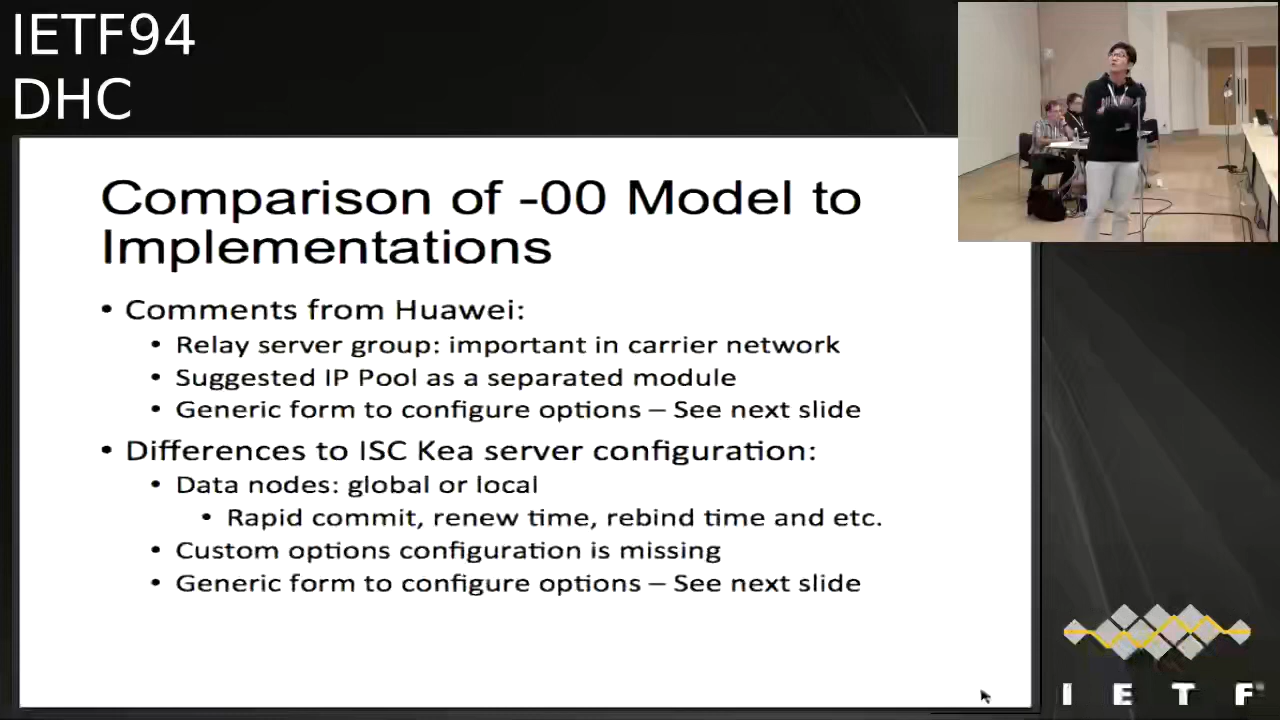 IETF94
DHC
Comparison of -00 Model to
Implementations
• Comments from Huawei:
• Relay server group: important in carrier network
• Suggested IP Pool as a separated module
• Generic form to configure options – See next slide
• Differences to ISC Kea server configuration:
• Data nodes: global or local
• Rapid commit, renew time, rebind time and etc.
• Custom options configuration is missing
• Generic form to configure options – See next slide
I E T F